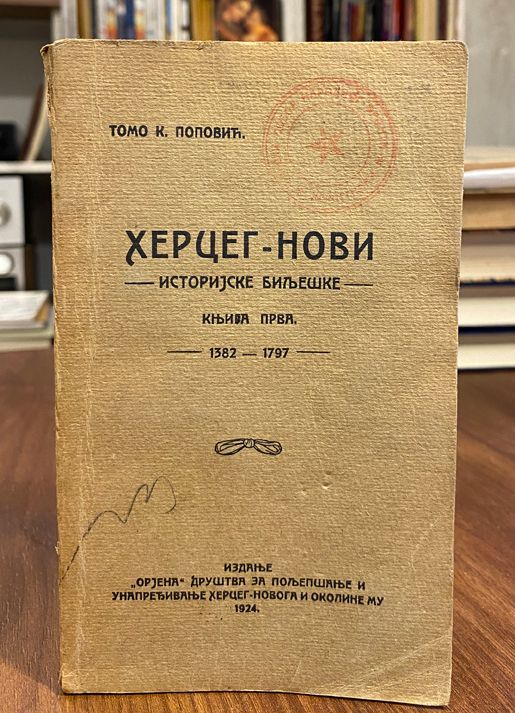 ТОМО К. ПОПОВИЋ.
ХЕРЦЕГ-НОВИ
— ИСТОРИЈСКЕ БИЉЕШКЕ —
КЊИГА ПРВА.
— 1382 — 1797 —
ИЗДАЊЕ
„ОРЈЕНА“ ДРУШТВА ЗА ПОЉЕПШАЊЕ И
УНАПРЕЂИВАЊЕ ХЕРЦЕГ-НОВОГА И ОКОЛИНЕ МУ
1924.